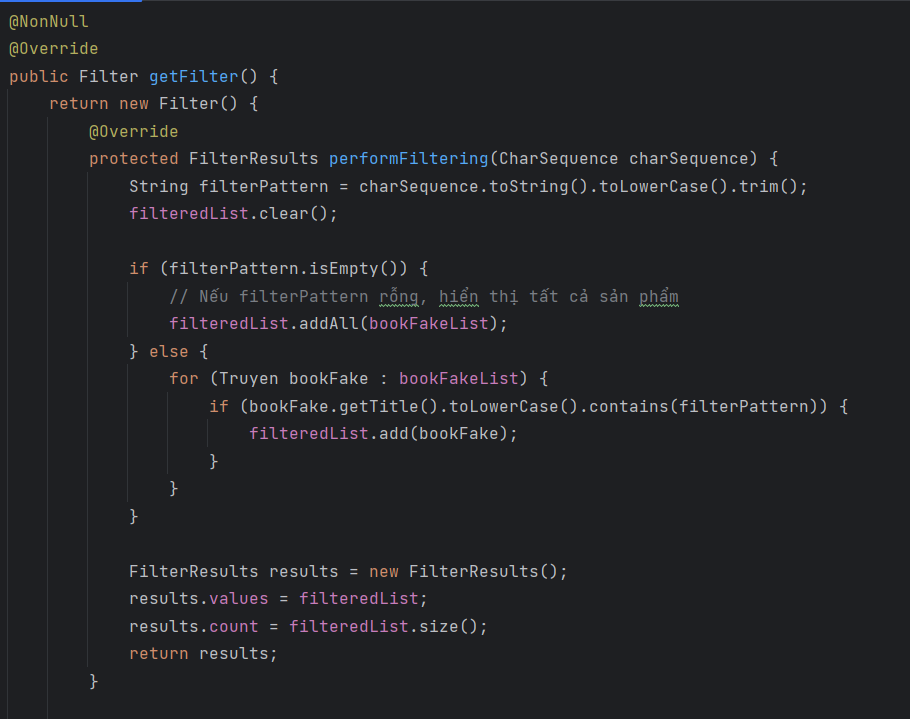 @NonNull
@Override
public Filter getFilter() {
    return new Filter() {
        @Override
        protected FilterResults performFiltering(CharSequence charSequence) {
            String filterPattern = charSequence.toString().toLowerCase().trim();
            filteredList.clear();

            if (filterPattern.isEmpty()) {
                // Nếu filterPattern rỗng, hiển thị tất cả sản phẩm
                filteredList.addAll(bookFakeList);
            } else {
                for (Truyen bookFake : bookFakeList) {
                    if (bookFake.getTitle().toLowerCase().contains(filterPattern)) {
                        filteredList.add(bookFake);
                    }
                }
            }

            FilterResults results = new FilterResults();
            results.values = filteredList;
            results.count = filteredList.size();
            return results;
        }